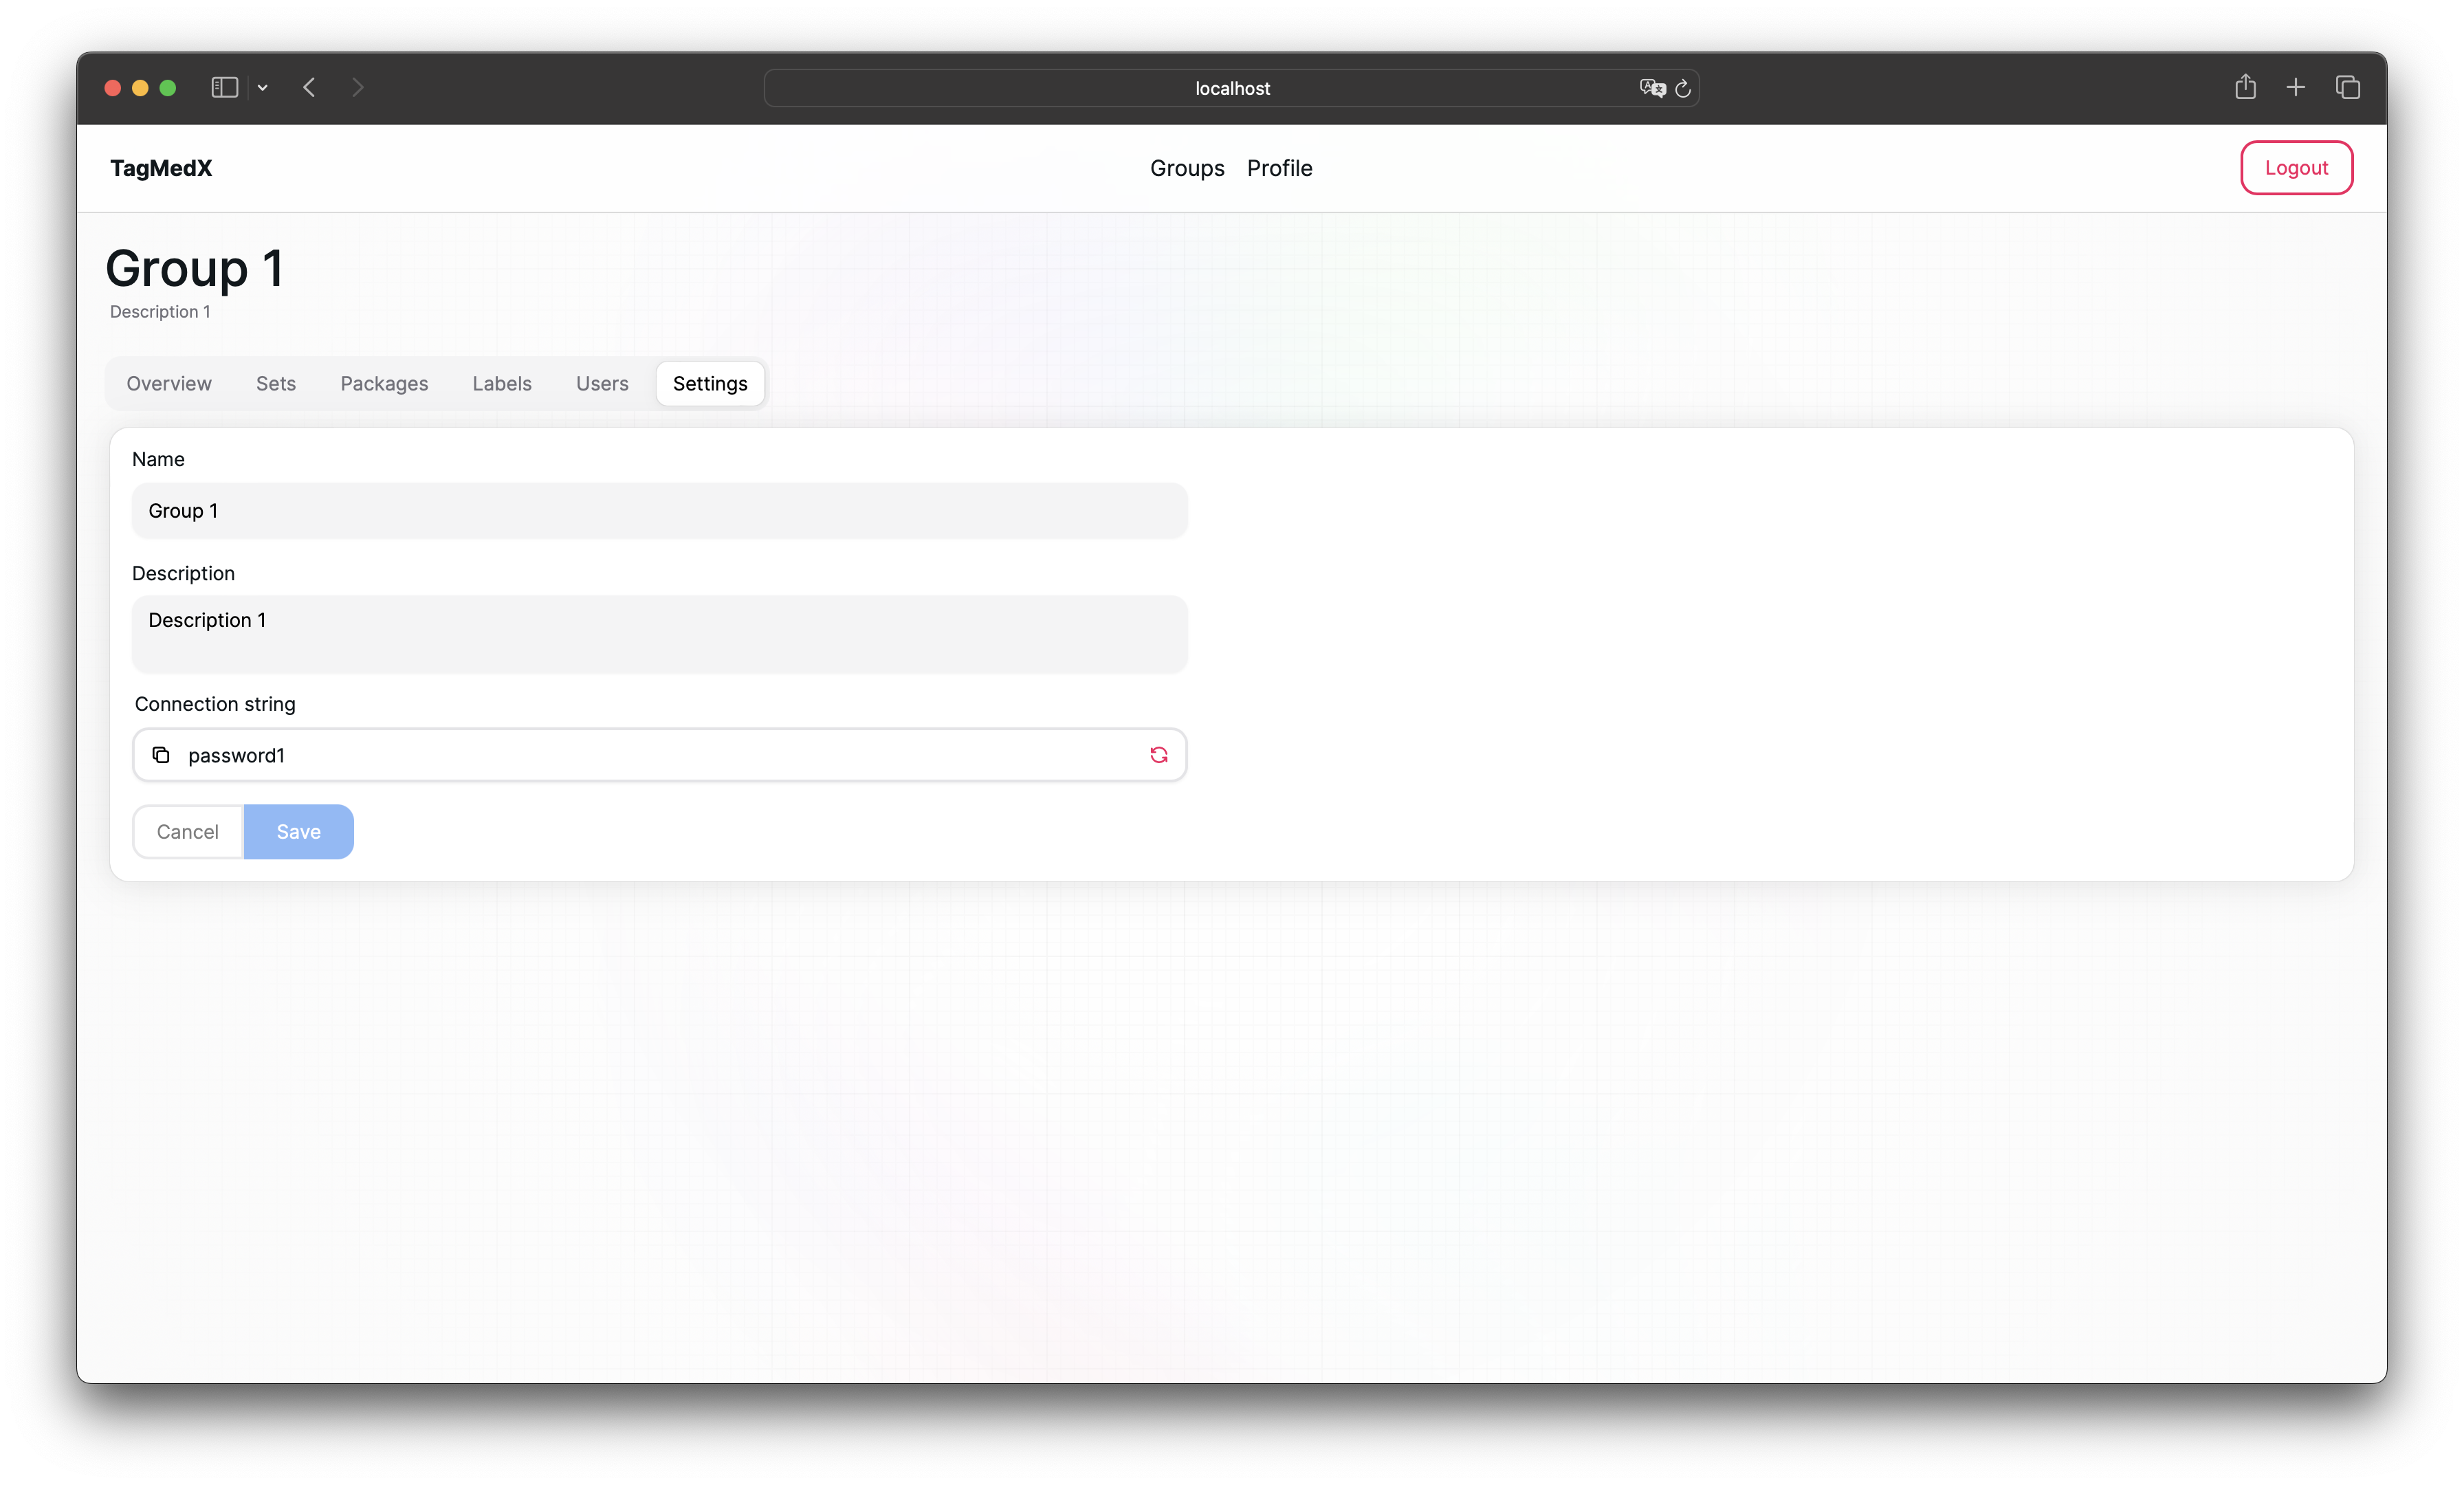 localhost
TagMedX
Groups Profile
Logout
Group 1
Description 1
Overview Sets Packages Labels Users Settings
Name
Group 1
Description
Description 1
Connection string
password1
Cancel Save